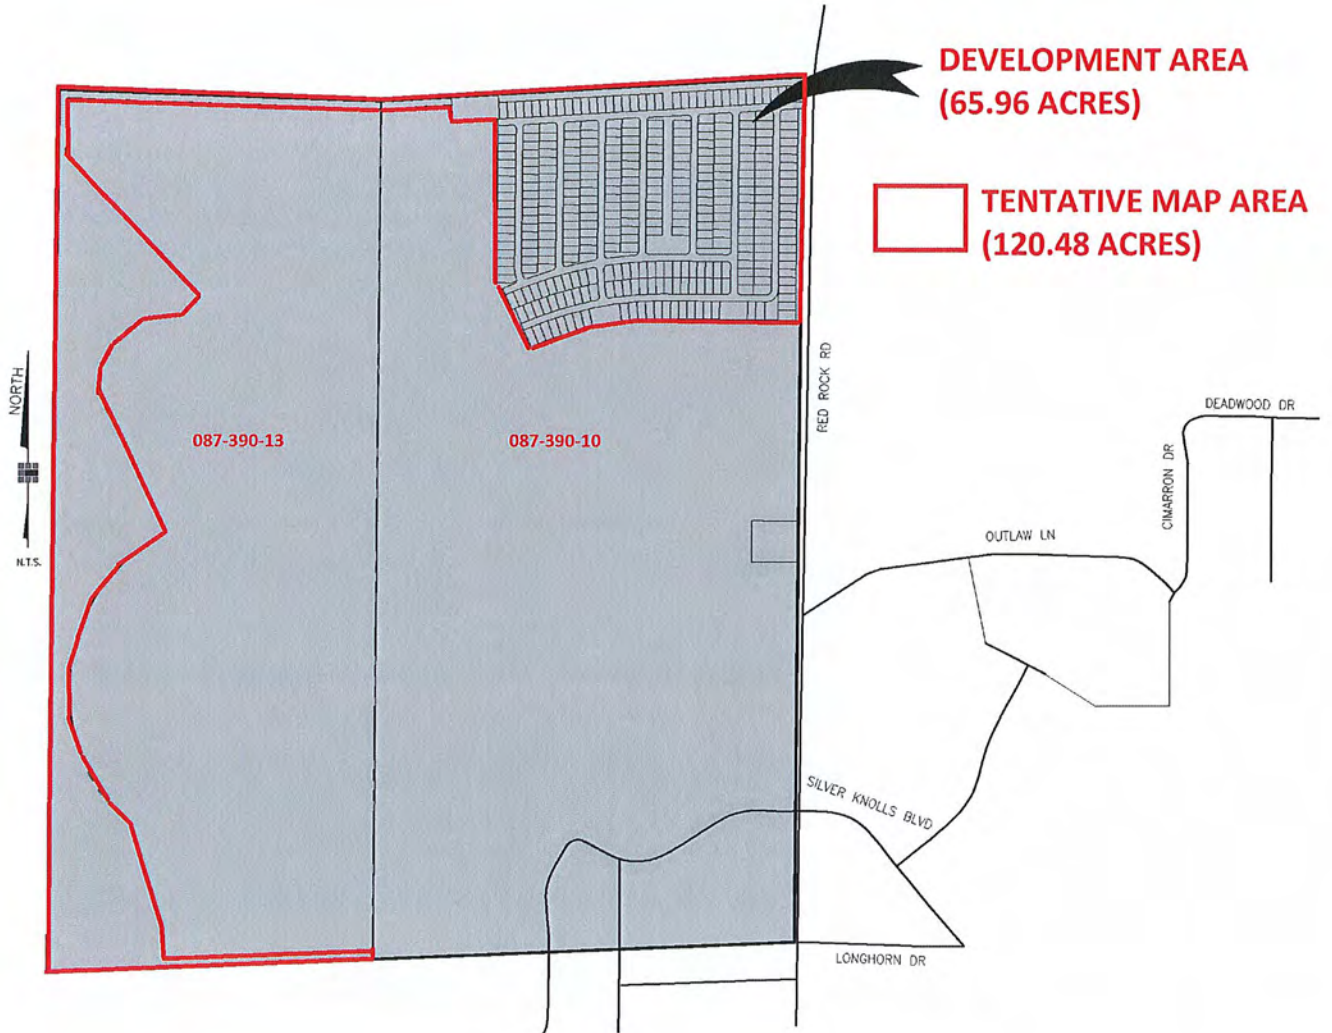 DEVELOPMENT AREA
(65.96 ACRES)
TENTATIVE MAP AREA
(120.48 ACRES)
NORTH
N.T.S.
087-390-13
087-390-10
RED ROCK RD
DEADWOOD DR
CIMARRON DR
OUTLAW LN
SILVER KNOLLS BLVD
LONGHORN DR